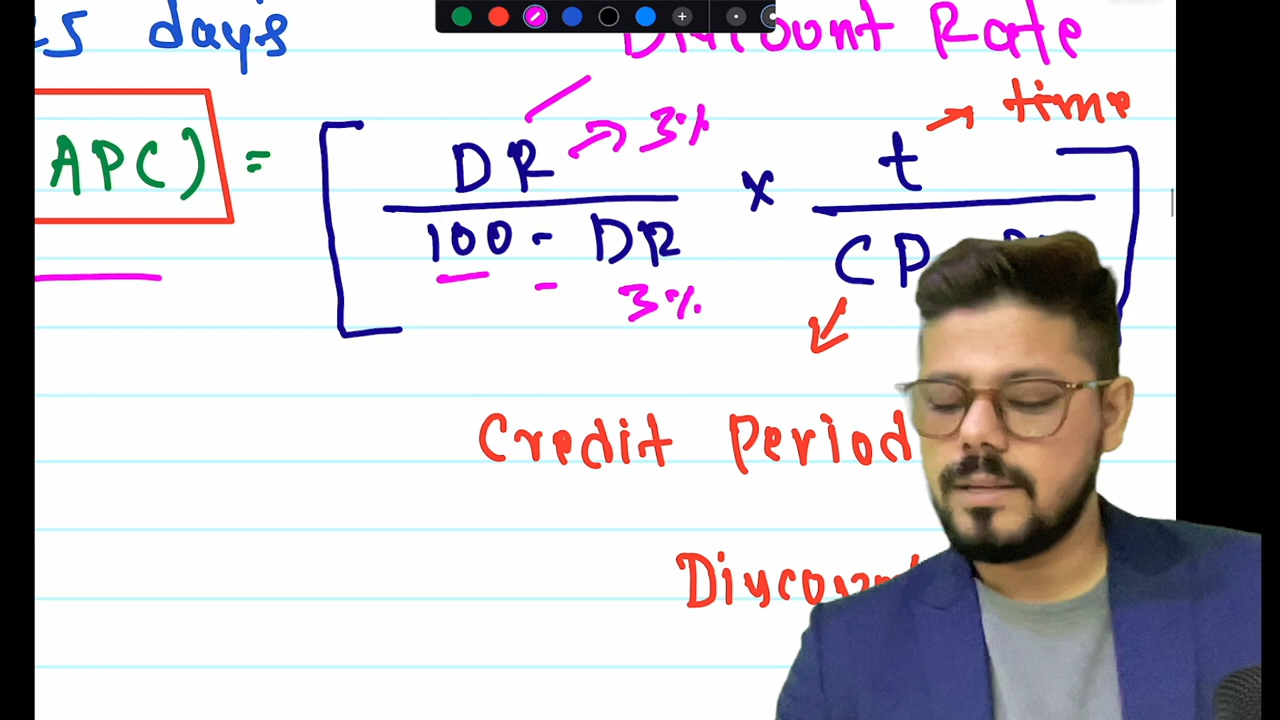 days Discount Rate
time
APC) = [ DR → 3% × t ]
100 - DR CP
3%
Credit Period